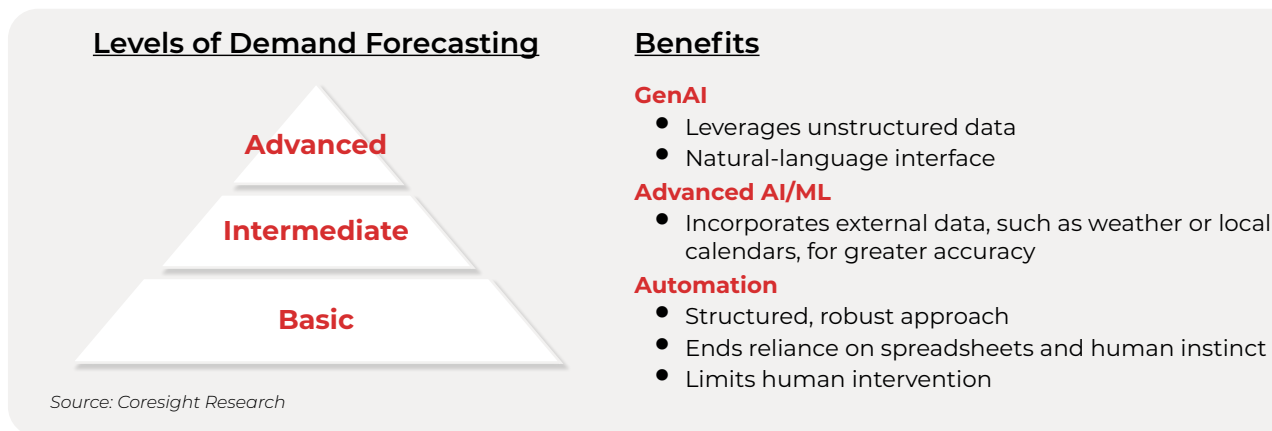 Levels of Demand Forecasting
Advanced
Intermediate
Basic
Source: Coresight Research
Benefits
GenAI
● Leverages unstructured data
● Natural-language interface
Advanced AI/ML
● Incorporates external data, such as weather or local
calendars, for greater accuracy
Automation
● Structured, robust approach
● Ends reliance on spreadsheets and human instinct
● Limits human intervention